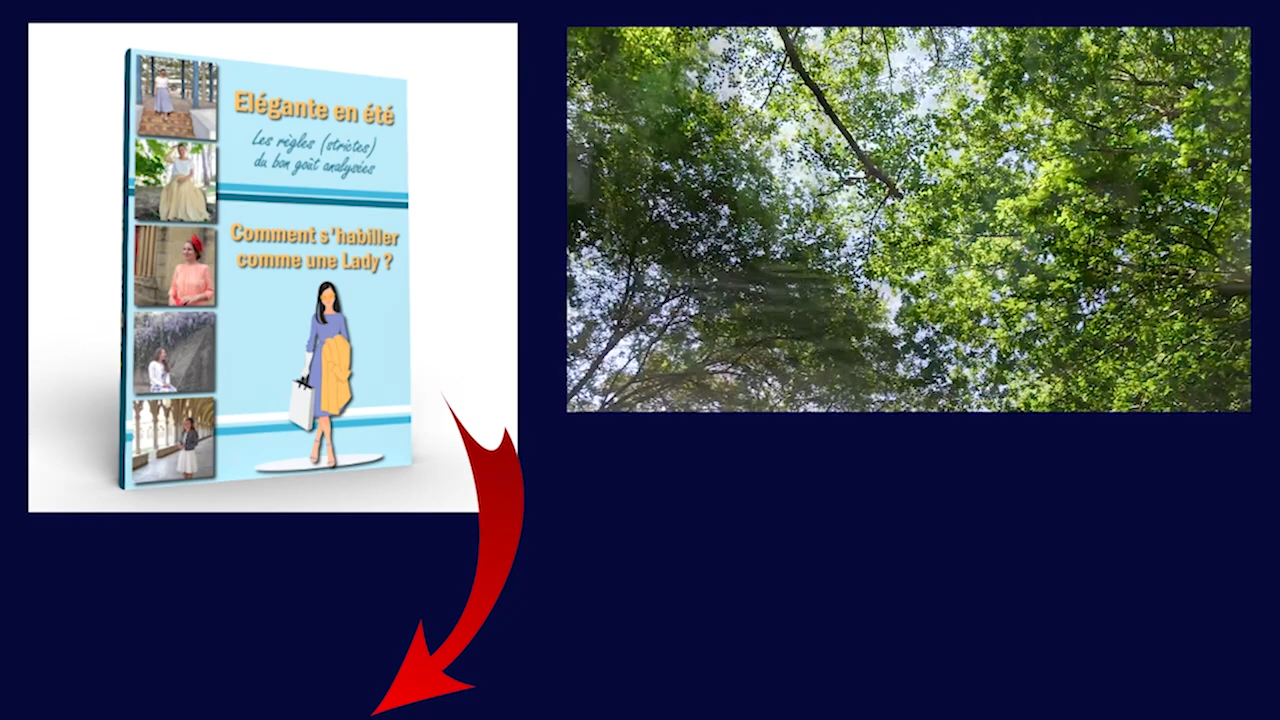 Elégante en été
Les règles (strictes)
du bon goût analysées
Comment s'habiller
comme une Lady ?